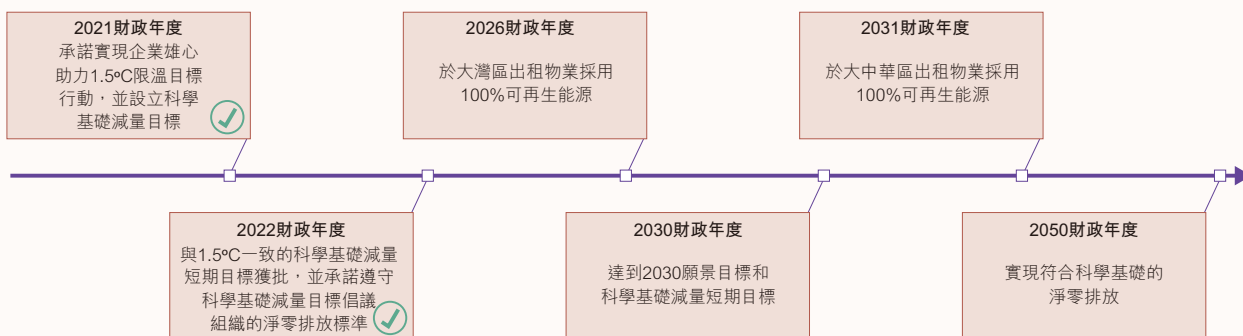 2021財政年度
承諾實現企業雄心
助力1.5ºC限溫目標
行動，並設立科學
基礎減量目標
2022財政年度
與1.5ºC一致的科學基礎減量
短期目標獲批，並承諾遵守
科學基礎減量目標倡議
組織的淨零排放標準
2026財政年度
於大灣區出租物業採用
100%可再生能源
2030財政年度
達到2030願景目標和
科學基礎減量短期目標
2031財政年度
於大中華區出租物業採用
100%可再生能源
2050財政年度
實現符合科學基礎的
淨零排放